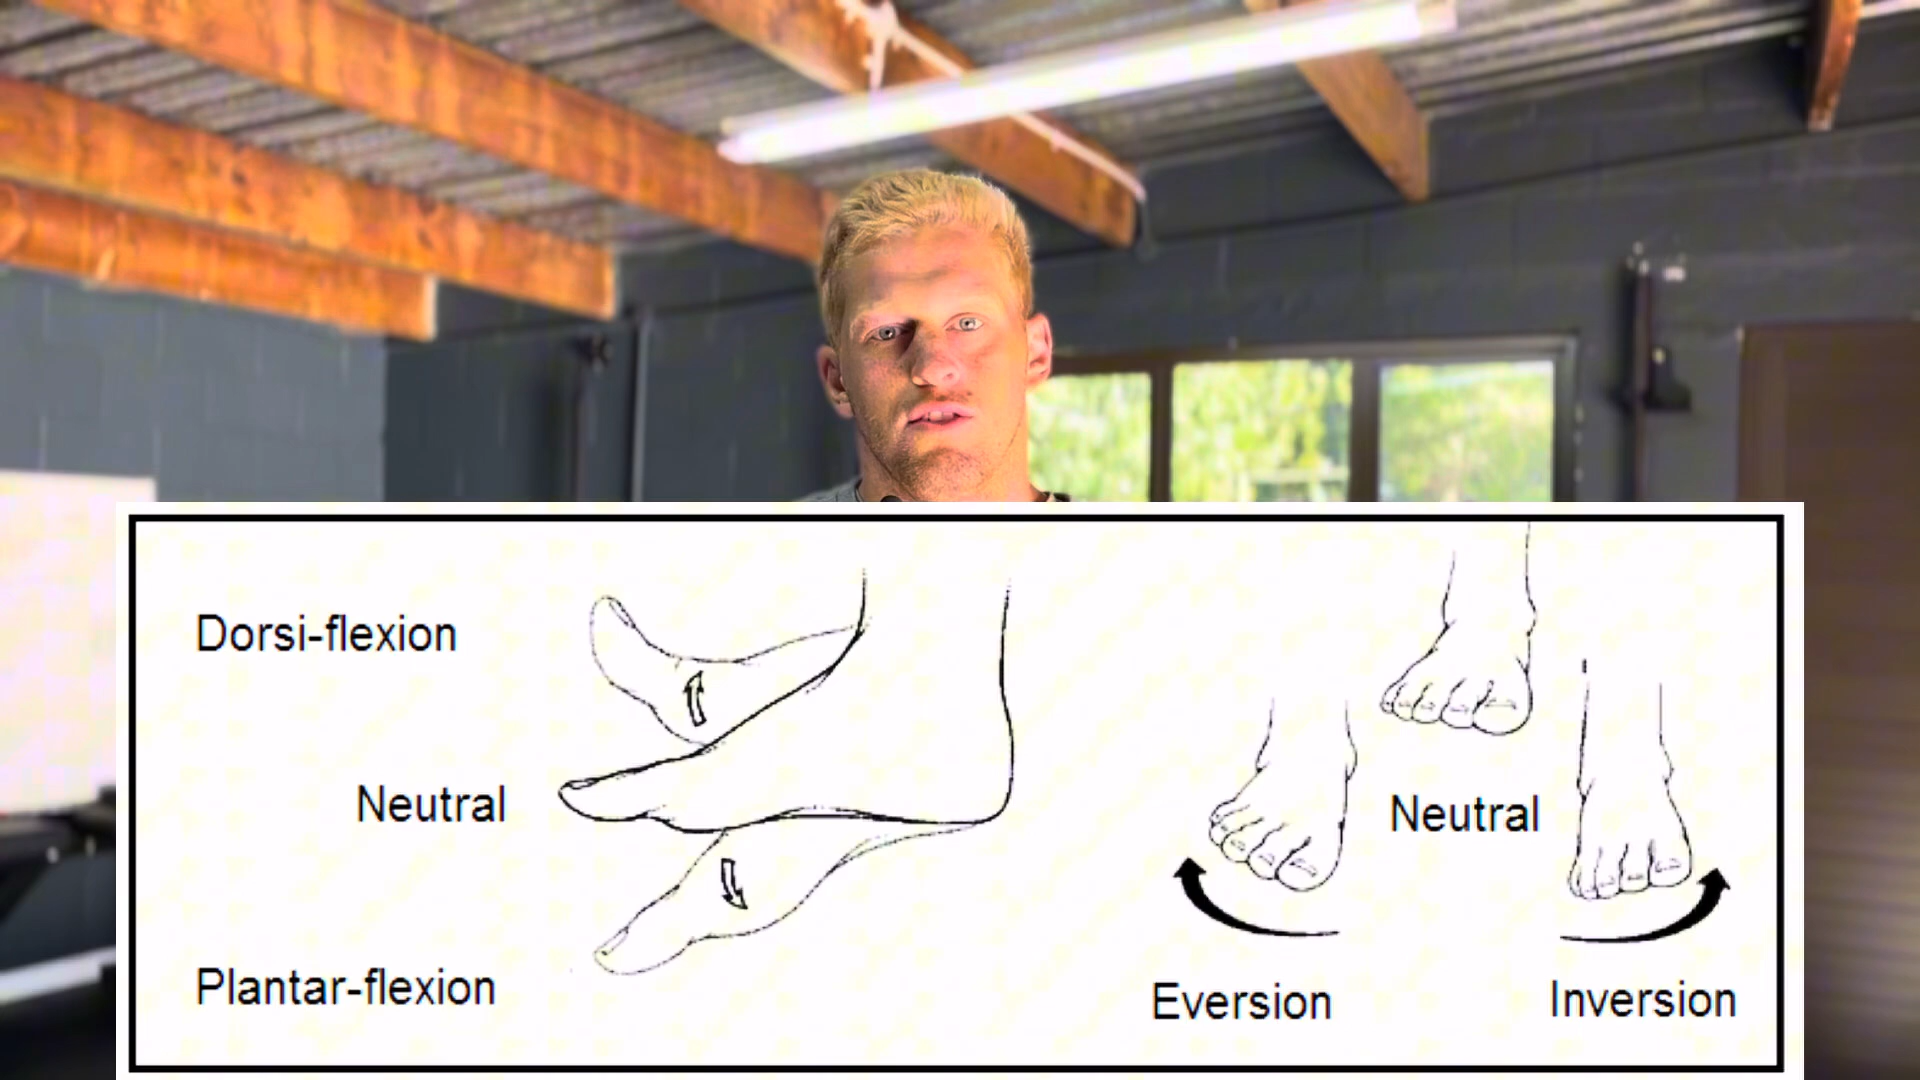 Dorsi-flexion
Neutral
Plantar-flexion
Neutral
Eversion
Inversion